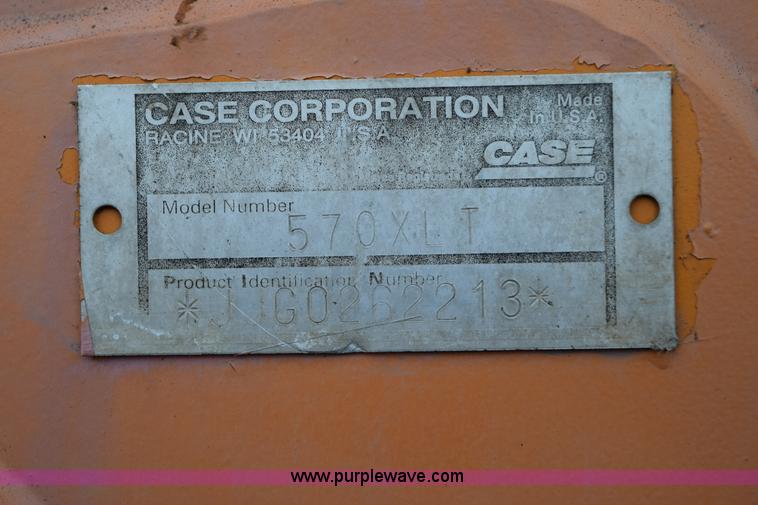 CASE CORPORATION
RACINE WI 53404 U.S.A.
Made
in U.S.A.
CASE®
Model Number
570XLT
Product Identification Number
*JJG0262213*
www.purplewave.com